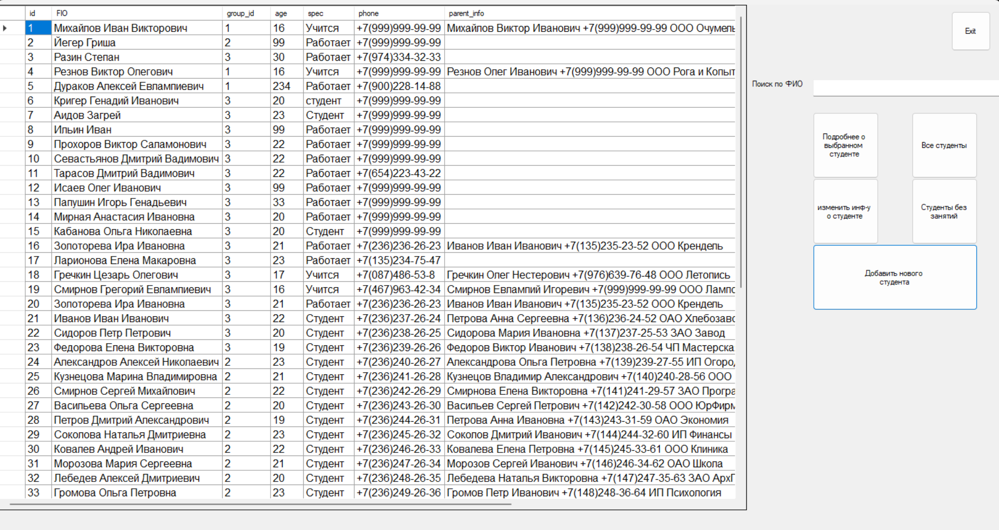 id FIO group_id age spec phone parent_info
1 Михайлов Иван Викторович 1 16 Учится +7(999)999-99-99 Михайлов Виктор Иванович +7(999)999-99-99 ООО Очумель
2 Йегер Гриша 2 99 Работает +7(999)999-99-99
3 Разин Степан 3 30 Работает +7(974)334-32-33
4 Резнов Виктор Олегович 1 16 Учится +7(999)999-99-99 Резнов Олег Иванович +7(999)999-99-99 ООО Рога и Копыт
5 Дураков Алексей Евлампиевич 1 234 Работает +7(900)228-14-88
6 Кригер Генадий Иванович 3 20 студент +7(999)999-99-99
7 Аидов Загрей 3 23 Студент +7(999)999-99-99
8 Ильин Иван 3 99 Работает +7(999)999-99-99
9 Прохоров Виктор Саламонович 3 22 Работает +7(999)999-99-99
10 Севастьянов Дмитрий Вадимович 3 22 Работает +7(999)999-99-99
11 Тарасов Дмитрий Вадимович 3 22 Работает +7(654)223-43-22
12 Исаев Олег Иванович 3 99 Работает +7(999)999-99-99
13 Папушин Игорь Генадьевич 3 33 Работает +7(999)999-99-99
14 Мирная Анастасия Ивановна 3 20 Работает +7(999)999-99-99
15 Кабанова Ольга Николаевна 3 20 Студент +7(999)999-99-99
16 Золоторева Ира Ивановна 3 21 Работает +7(236)236-26-23 Иванов Иван Иванович +7(135)235-23-52 ООО Крендель
17 Ларионова Елена Макаровна 3 23 Работает +7(135)234-75-47
18 Гречкин Цезарь Олегович 3 17 Учится +7(087)486-53-8 Гречкин Олег Нестерович +7(976)639-76-48 ООО Летопись
19 Смирнов Грегорий Евлампиевич 3 16 Учится +7(467)963-42-34 Смирнов Евлампий Игоревич +7(999)999-99-99 ООО Лампо
20 Золоторева Ира Ивановна 3 21 Работает +7(236)236-26-23 Иванов Иван Иванович +7(135)235-23-52 ООО Крендель
21 Иванов Иван Иванович 3 22 Студент +7(236)237-26-24 Петрова Анна Сергеевна +7(136)236-24-52 ОАО Хлебозаво
22 Сидоров Петр Петрович 3 20 Студент +7(236)238-26-25 Сидорова Мария Ивановна +7(137)237-25-53 ЗАО Завод
23 Федорова Елена Викторовна 3 19 Студент +7(236)239-26-26 Федоров Виктор Иванович +7(138)238-26-54 ЧП Мастерска
24 Александров Алексей Николаевич 2 23 Студент +7(236)240-26-27 Александрова Ольга Петровна +7(139)239-27-55 ИП Огород
25 Кузнецова Марина Владимировна 2 21 Студент +7(236)241-26-28 Кузнецов Владимир Александрович +7(140)240-28-56 ООО
26 Смирнов Сергей Михайлович 2 22 Студент +7(236)242-26-29 Смирнова Елена Викторовна +7(141)241-29-57 ЗАО Програ
27 Васильева Ольга Сергеевна 2 20 Студент +7(236)243-26-30 Васильев Сергей Петрович +7(142)242-30-58 ООО ЮрФирм
28 Петров Дмитрий Александрович 2 19 Студент +7(236)244-26-31 Петрова Анна Ивановна +7(143)243-31-59 ОАО Экономия
29 Соколова Наталья Дмитриевна 2 23 Студент +7(236)245-26-32 Соколов Дмитрий Иванович +7(144)244-32-60 ИП Финансы
30 Ковалев Андрей Иванович 2 22 Студент +7(236)246-26-33 Ковалева Елена Петровна +7(145)245-33-61 ООО Клиника
31 Морозова Мария Сергеевна 2 21 Студент +7(236)247-26-34 Морозов Сергей Иванович +7(146)246-34-62 ОАО Школа
32 Лебедев Алексей Дмитриевич 2 20 Студент +7(236)248-26-35 Лебедева Наталья Викторовна +7(147)247-35-63 ЗАО АрхП
33 Громова Ольга Петровна 2 23 Студент +7(236)249-26-36 Громов Петр Иванович +7(148)248-36-64 ИП Психология
Exit
Поиск по ФИО
Подробнее о
выбранном
студенте
Все студенты
изменить инф-у
о студенте
Студенты без
занятий
Добавить нового
студента